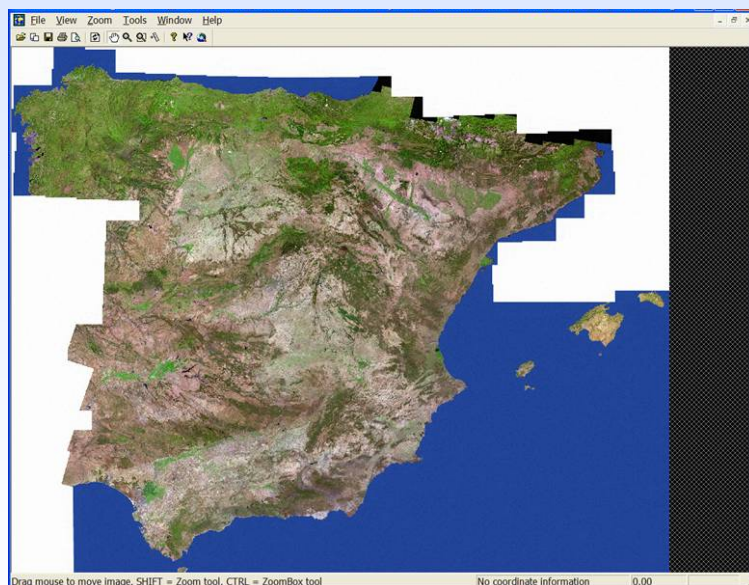 File View Zoom Tools Window Help
Drag mouse to move image, SHIFT = Zoom tool, CTRL = ZoomBox tool No coordinate information 0.00